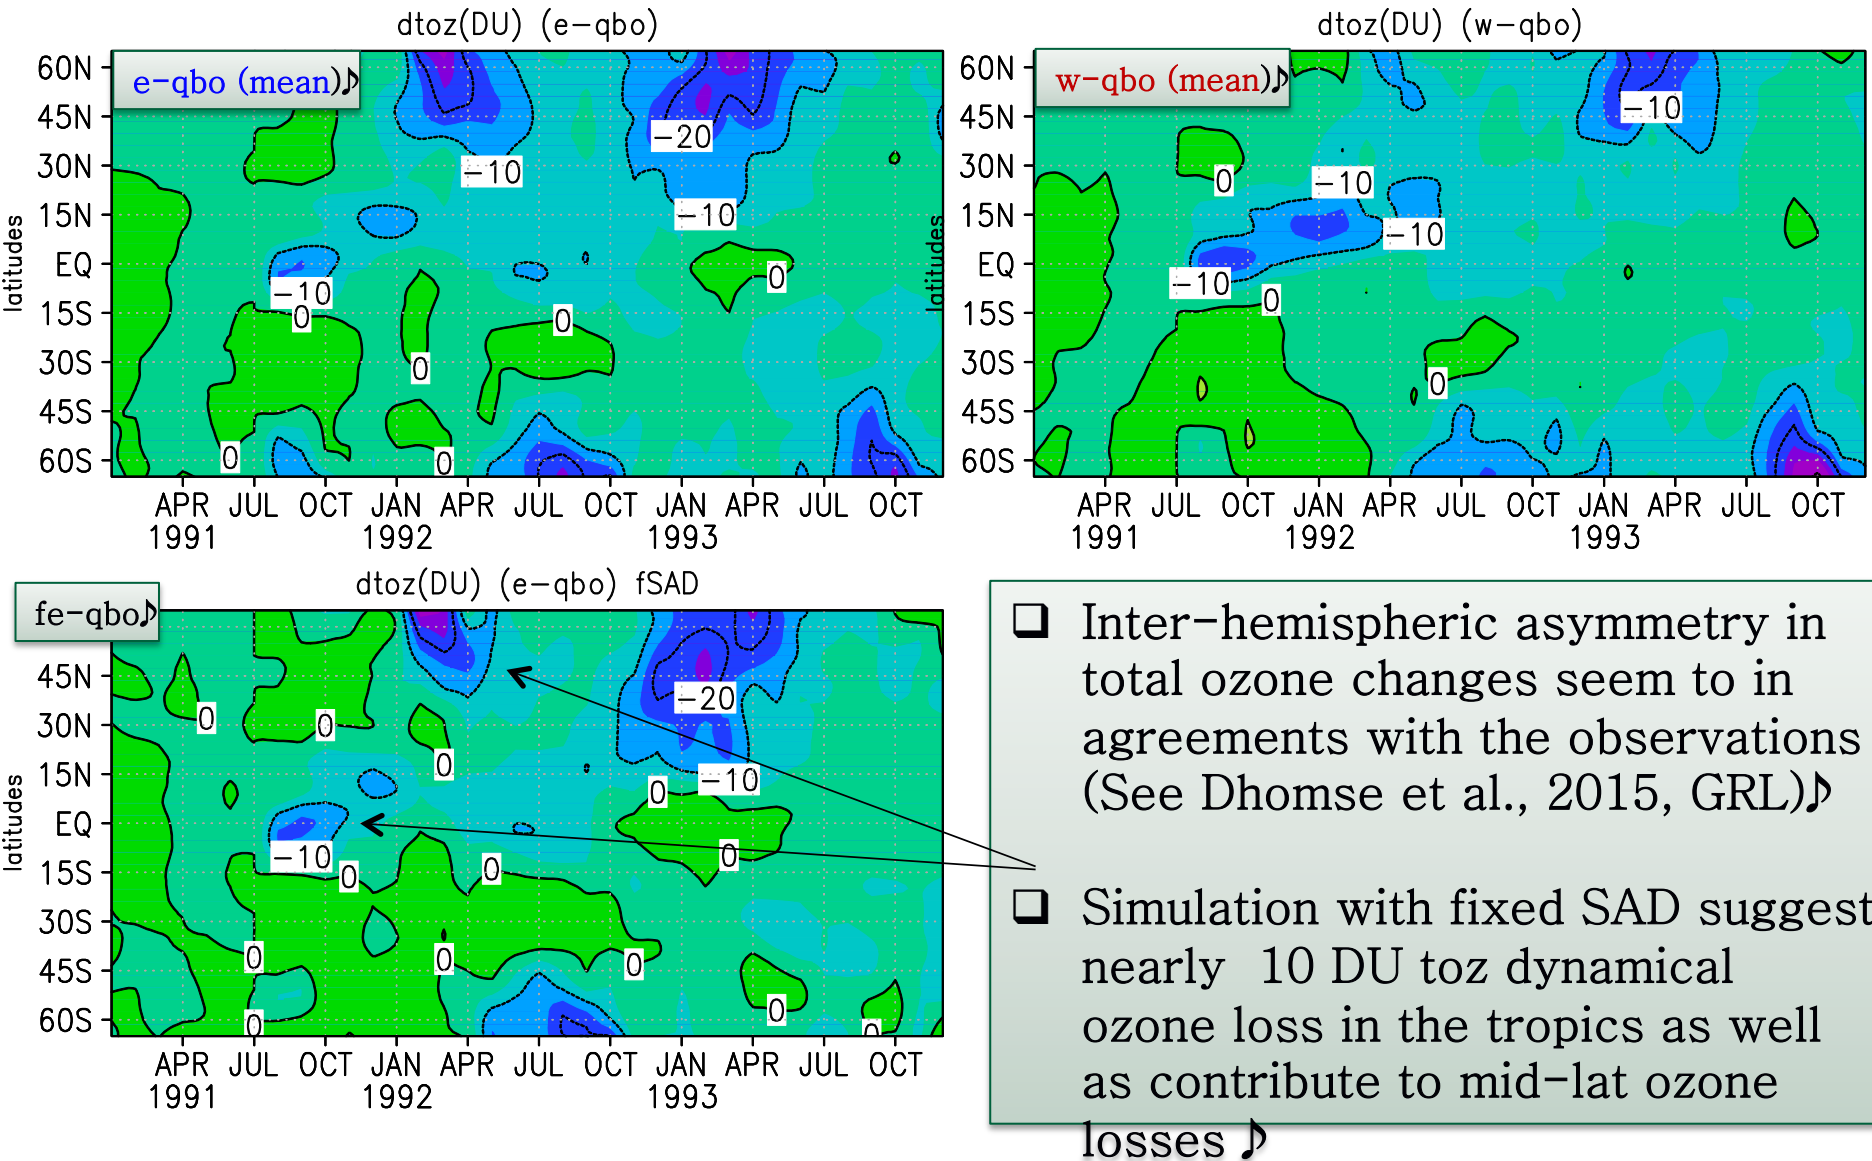 dtoz(DU) (e-qbo)
e-qbo (mean)♪
60N
45N
30N
15N
EQ
15S
30S
45S
60S
latitudes
-10
-20
-10
-10
0
0
0
0
0
0
APR JUL OCT JAN APR JUL OCT JAN APR JUL OCT
1991 1992 1993
dtoz(DU) (w-qbo)
w-qbo (mean)♪
60N
45N
30N
15N
EQ
15S
30S
45S
60S
latitudes
-10
0
-10
-10
-10
0
0
APR JUL OCT JAN APR JUL OCT JAN APR JUL OCT
1991 1992 1993
dtoz(DU) (e-qbo) fSAD
fe-qbo♪
45N
30N
15N
EQ
15S
30S
45S
60S
latitudes
-20
0
0
0
-10
0
-10
0
0
0
0
0
0
0
0
0
APR JUL OCT JAN APR JUL OCT JAN APR JUL OCT
1991 1992 1993
❑ Inter-hemispheric asymmetry in
total ozone changes seem to in
agreements with the observations
(See Dhomse et al., 2015, GRL)♪
❑ Simulation with fixed SAD suggest
nearly 10 DU toz dynamical
ozone loss in the tropics as well
as contribute to mid-lat ozone
losses ♪